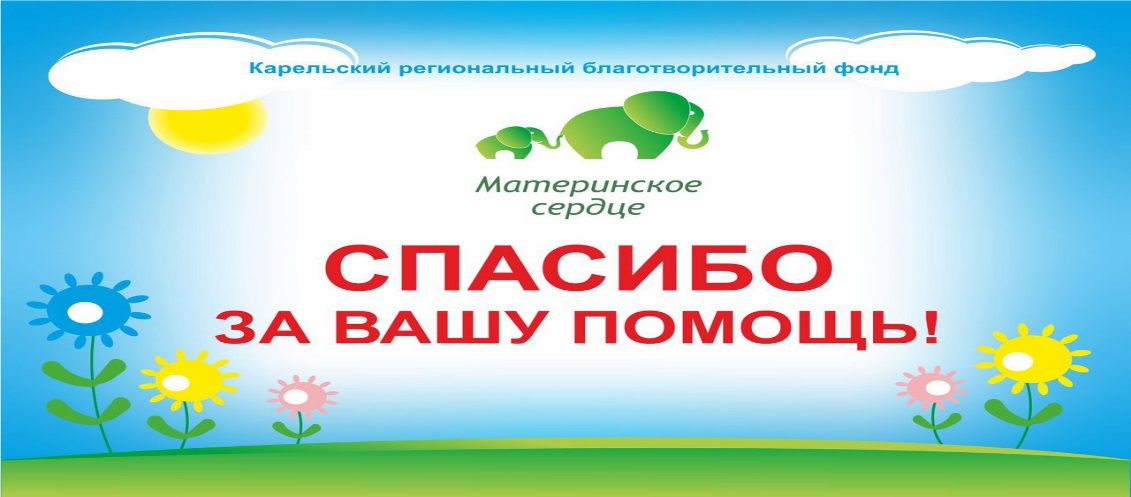 Карельский региональный благотворительный фонд
Материнское
сердце
СПАСИБО
ЗА ВАШУ ПОМОЩЬ!